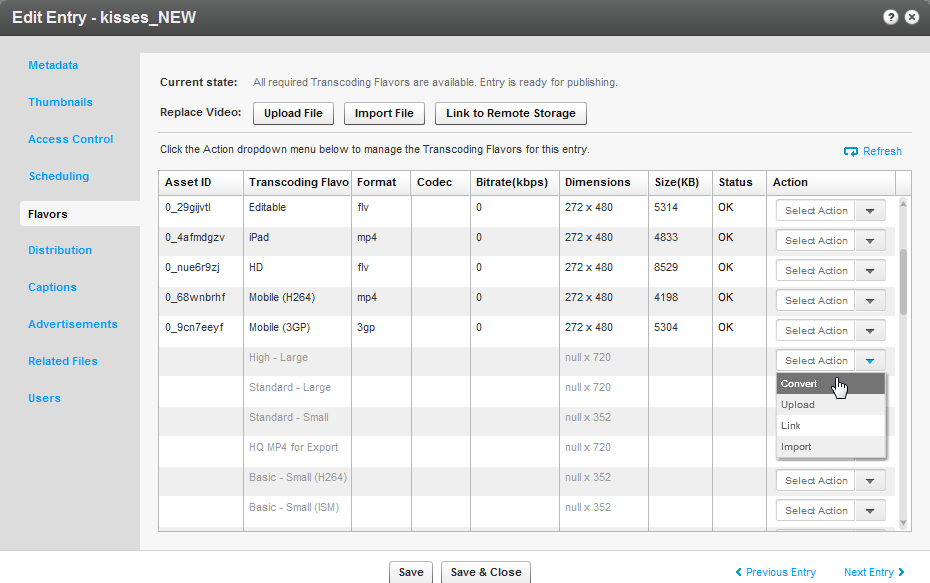 Edit Entry - kisses_NEW
Metadata
Thumbnails
Access Control
Scheduling
Flavors
Distribution
Captions
Advertisements
Related Files
Users
Current state: All required Transcoding Flavors are available. Entry is ready for publishing.
Replace Video: Upload File Import File Link to Remote Storage
Click the Action dropdown menu below to manage the Transcoding Flavors for this entry.
Refresh
Asset ID Transcoding Flavo Format Codec Bitrate(kbps) Dimensions Size(KB) Status Action
0_29gijvtl Editable flv 0 272 x 480 5314 OK Select Action
0_4afmdgzv iPad mp4 0 272 x 480 4833 OK Select Action
0_nue6r9zj HD flv 0 272 x 480 8529 OK Select Action
0_68wnbrhf Mobile (H264) mp4 0 272 x 480 4198 OK Select Action
0_9cn7eeyf Mobile (3GP) 3gp 0 272 x 480 5304 OK Select Action
High - Large null x 720 Select Action
Standard - Large null x 720
Standard - Small null x 352
HQ MP4 for Export null x 720
Convert
Upload
Link
Import
Basic - Small (H264) null x 352 Select Action
Basic - Small (ISM) null x 352 Select Action
Save Save & Close
Previous Entry Next Entry